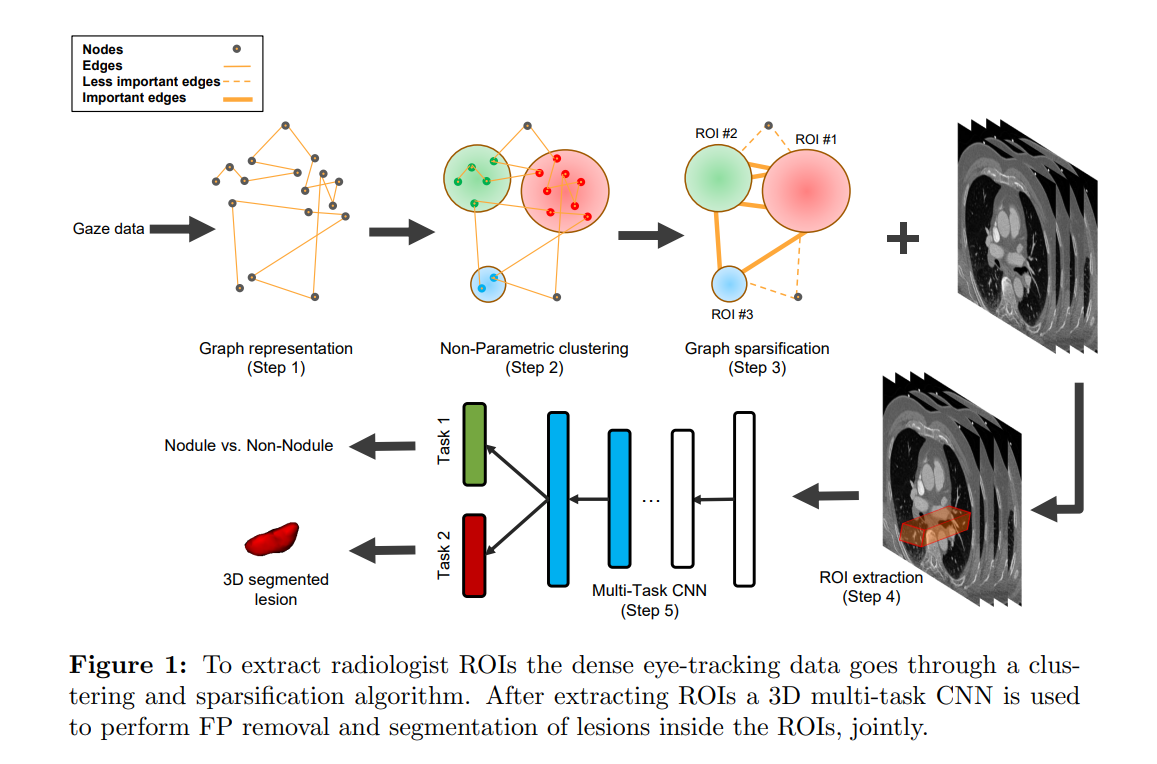 Nodes
Edges
Less important edges
Important edges
ROI #2
ROI #1
Gaze data
ROI #3
Graph representation
(Step 1)
Non-Parametric clustering
(Step 2)
Graph sparsification
(Step 3)
Nodule vs. Non-Nodule
Task 1
...
Task 2
3D segmented
lesion
Multi-Task CNN
(Step 5)
ROI extraction
(Step 4)
Figure 1: To extract radiologist ROIs the dense eye-tracking data goes through a clus-
tering and sparsification algorithm. After extracting ROIs a 3D multi-task CNN is used
to perform FP removal and segmentation of lesions inside the ROIs, jointly.